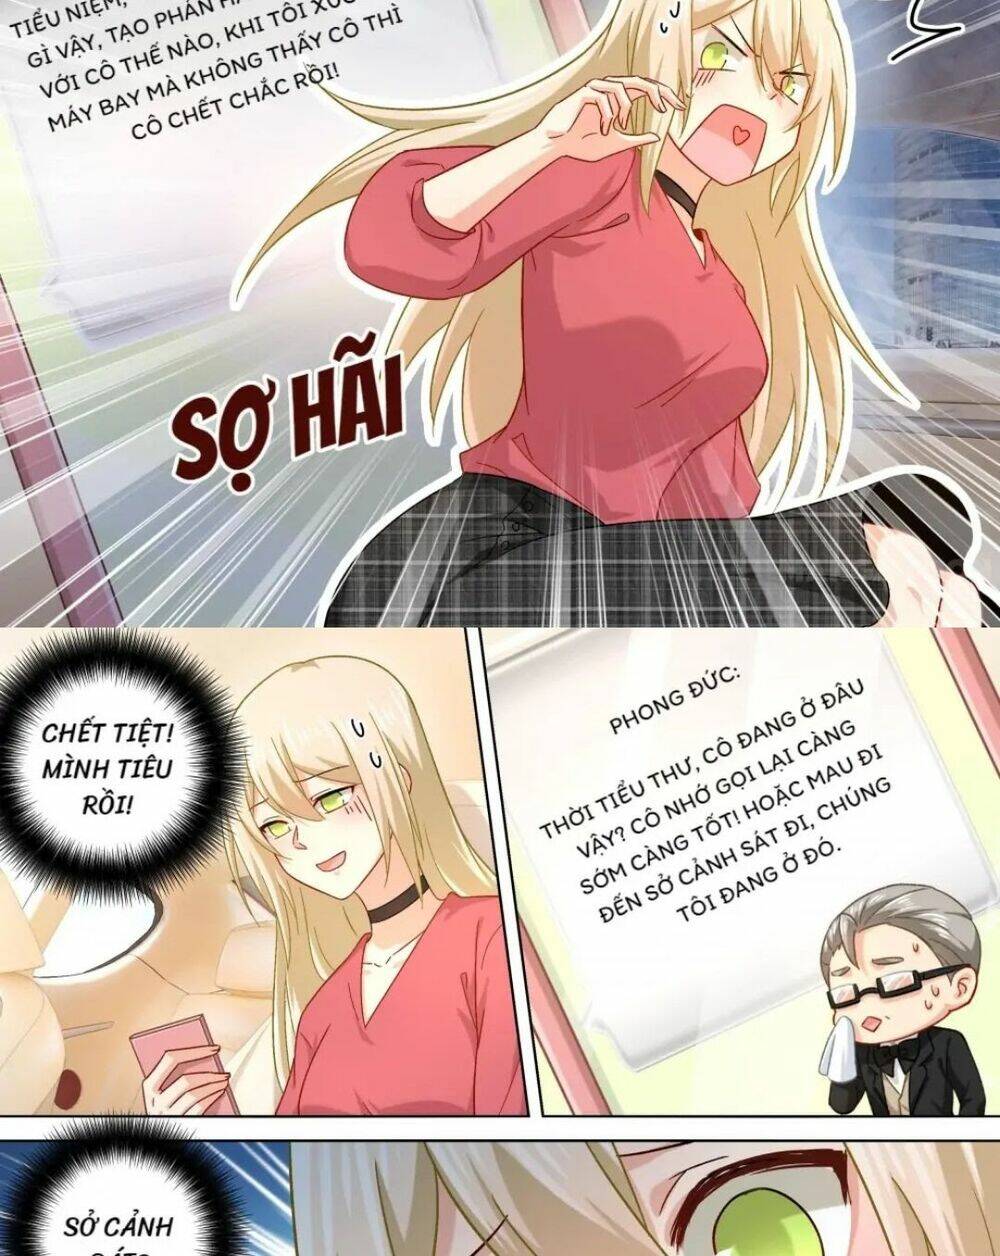 TIỂU NIỆM,
GÌ VẬY, TẠO PHẢN
VỚI CÔ THẾ NÀO, KHI TÔI
MÁY BAY MÀ KHÔNG THẤY CÔ THÌ
CÔ CHẾT CHẮC RỒI!
SỢ HÃI
CHẾT TIỆT!
MÌNH TIÊU
RỒI!
PHONG ĐỨC:
THỜI TIỂU THƯ, CÔ ĐANG Ở ĐÂU
VẬY? CÔ NHỚ GỌI LẠI CÀNG
SỚM CÀNG TỐT! HOẶC MAU ĐI
ĐẾN SỞ CẢNH SÁT ĐI, CHÚNG
TÔI ĐANG Ở ĐÓ.
SỞ CẢNH